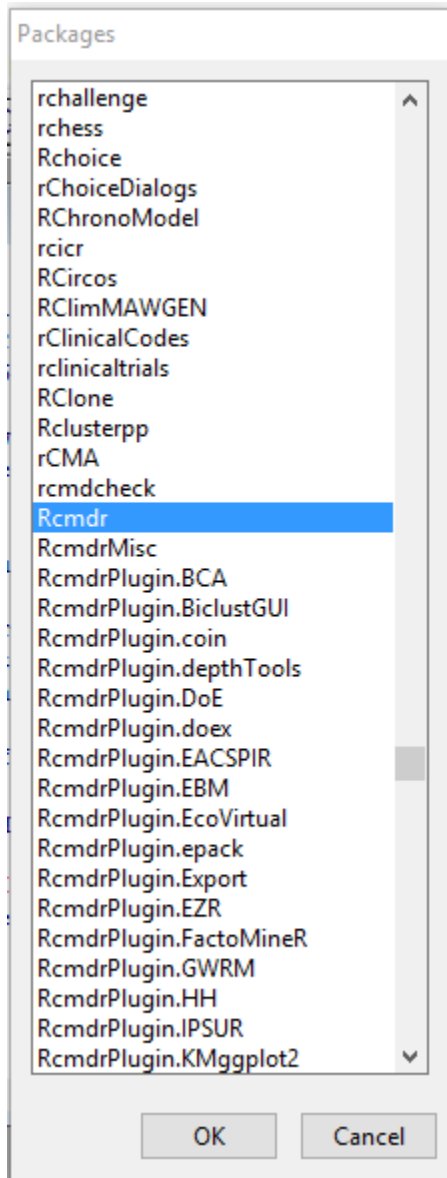 Packages
rchallenge
rchess
Rchoice
rChoiceDialogs
RChronoModel
rcicr
RCircos
RClimMAWGEN
rClinicalCodes
rclinicaltrials
RClone
Rclusterpp
rCMA
rcmdcheck
Rcmdr
RcmdrMisc
RcmdrPlugin.BCA
RcmdrPlugin.BiclustGUI
RcmdrPlugin.coin
RcmdrPlugin.depthTools
RcmdrPlugin.DoE
RcmdrPlugin.doex
RcmdrPlugin.EACSPIR
RcmdrPlugin.EBM
RcmdrPlugin.EcoVirtual
RcmdrPlugin.epack
RcmdrPlugin.Export
RcmdrPlugin.EZR
RcmdrPlugin.FactoMineR
RcmdrPlugin.GWRM
RcmdrPlugin.HH
RcmdrPlugin.IPSUR
RcmdrPlugin.KMggplot2
OK Cancel